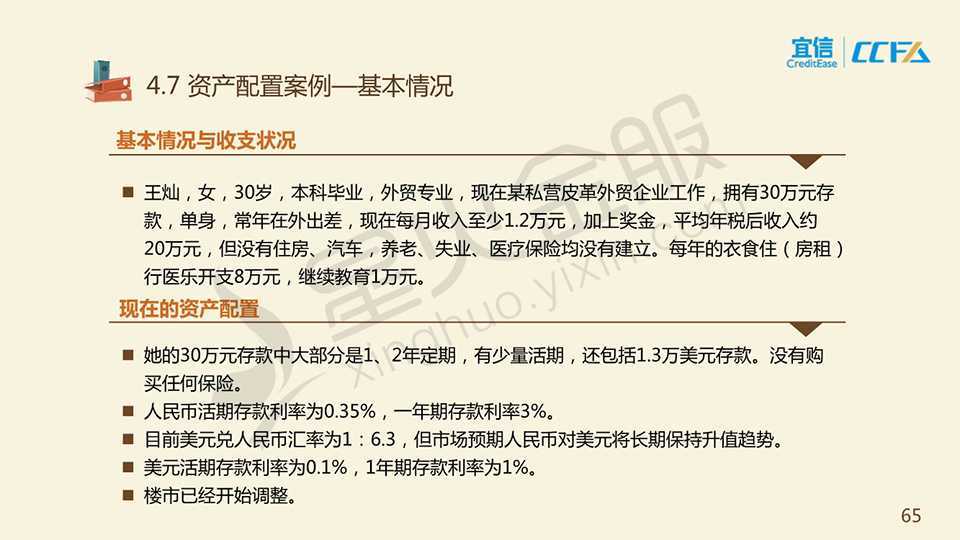 宜信
CreditEase
CCFA
4.7 资产配置案例—基本情况
基本情况与收支状况
■ 王灿，女，30岁，本科毕业，外贸专业，现在某私营皮革外贸企业工作，拥有30万元存
款，单身，常年在外出差，现在每月收入至少1.2万元，加上奖金，平均年税后收入约
20万元，但没有住房、汽车，养老、失业、医疗保险均没有建立。每年的衣食住（房租）
行医乐开支8万元，继续教育1万元。
现在的资产配置
■ 她的30万元存款中大部分是1、2年定期，有少量活期，还包括1.3万美元存款。没有购
买任何保险。
■ 人民币活期存款利率为0.35%，一年期存款利率3%。
■ 目前美元兑人民币汇率为1：6.3，但市场预期人民币对美元将长期保持升值趋势。
■ 美元活期存款利率为0.1%，1年期存款利率为1%。
■ 楼市已经开始调整。
星火金服
xinghuo.yixin.com
65